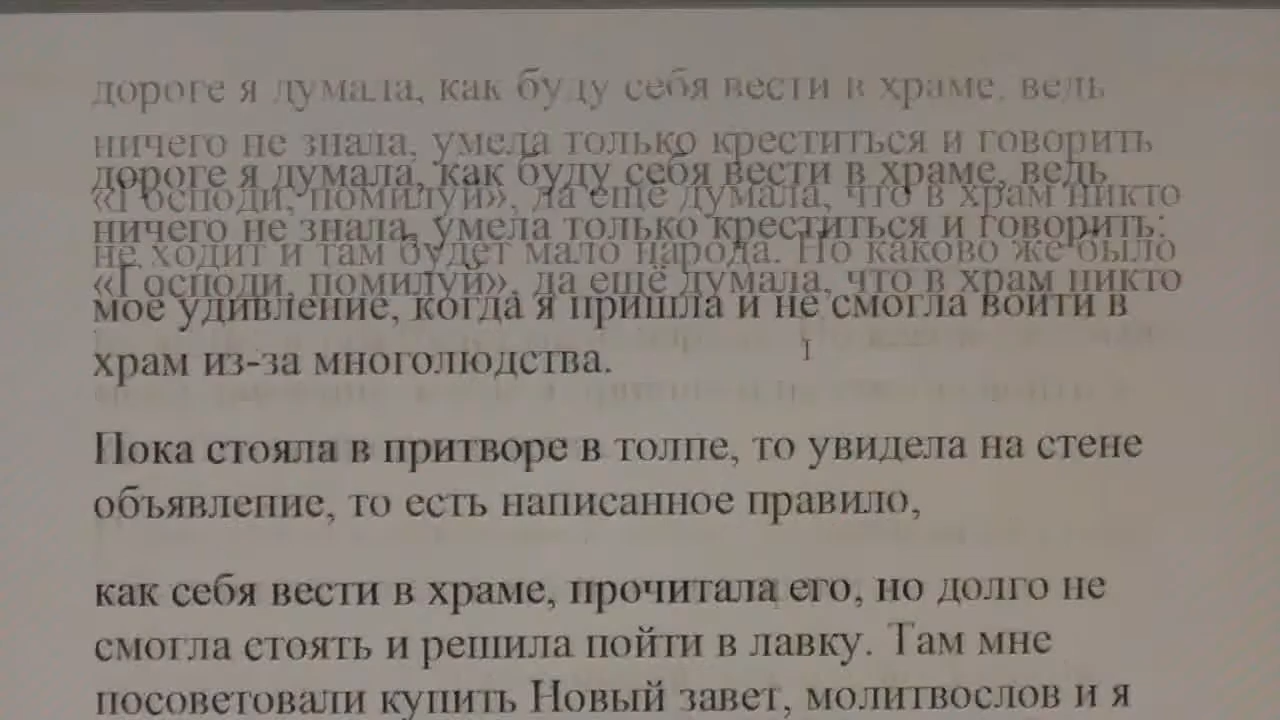 дороге я думала, как буду себя вести в храме, ведь
ничего не знала, умела только креститься и говорить
дороге я думала, как буду себя вести в храме, ведь
«Господи, помилуй», да ещё думала, что в храм никто
ничего не знала, умела только креститься и говорить:
не ходит и там будет мало народа. Но каково же было
«Господи, помилуй», да ещё думала, что в храм никто
мое удивление, когда я пришла и не смогла войти в
храм из-за многолюдства.
Пока стояла в притворе в толпе, то увидела на стене
объявление, то есть написанное правило,
как себя вести в храме, прочитала его, но долго не
смогла стоять и решила пойти в лавку. Там мне
посоветовали купить Новый завет, молитвослов и я